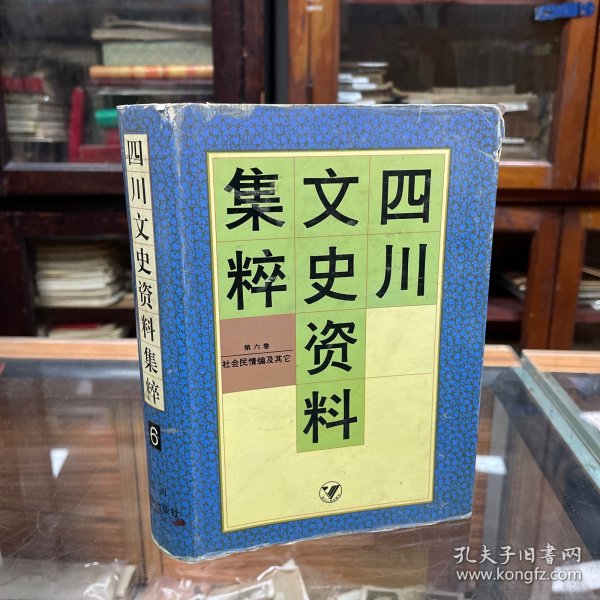 四川
文史资料
集粹
第六卷
社会民情编及其它
四川文史资料集粹
6
孔夫子旧书网
www.kongfz.com